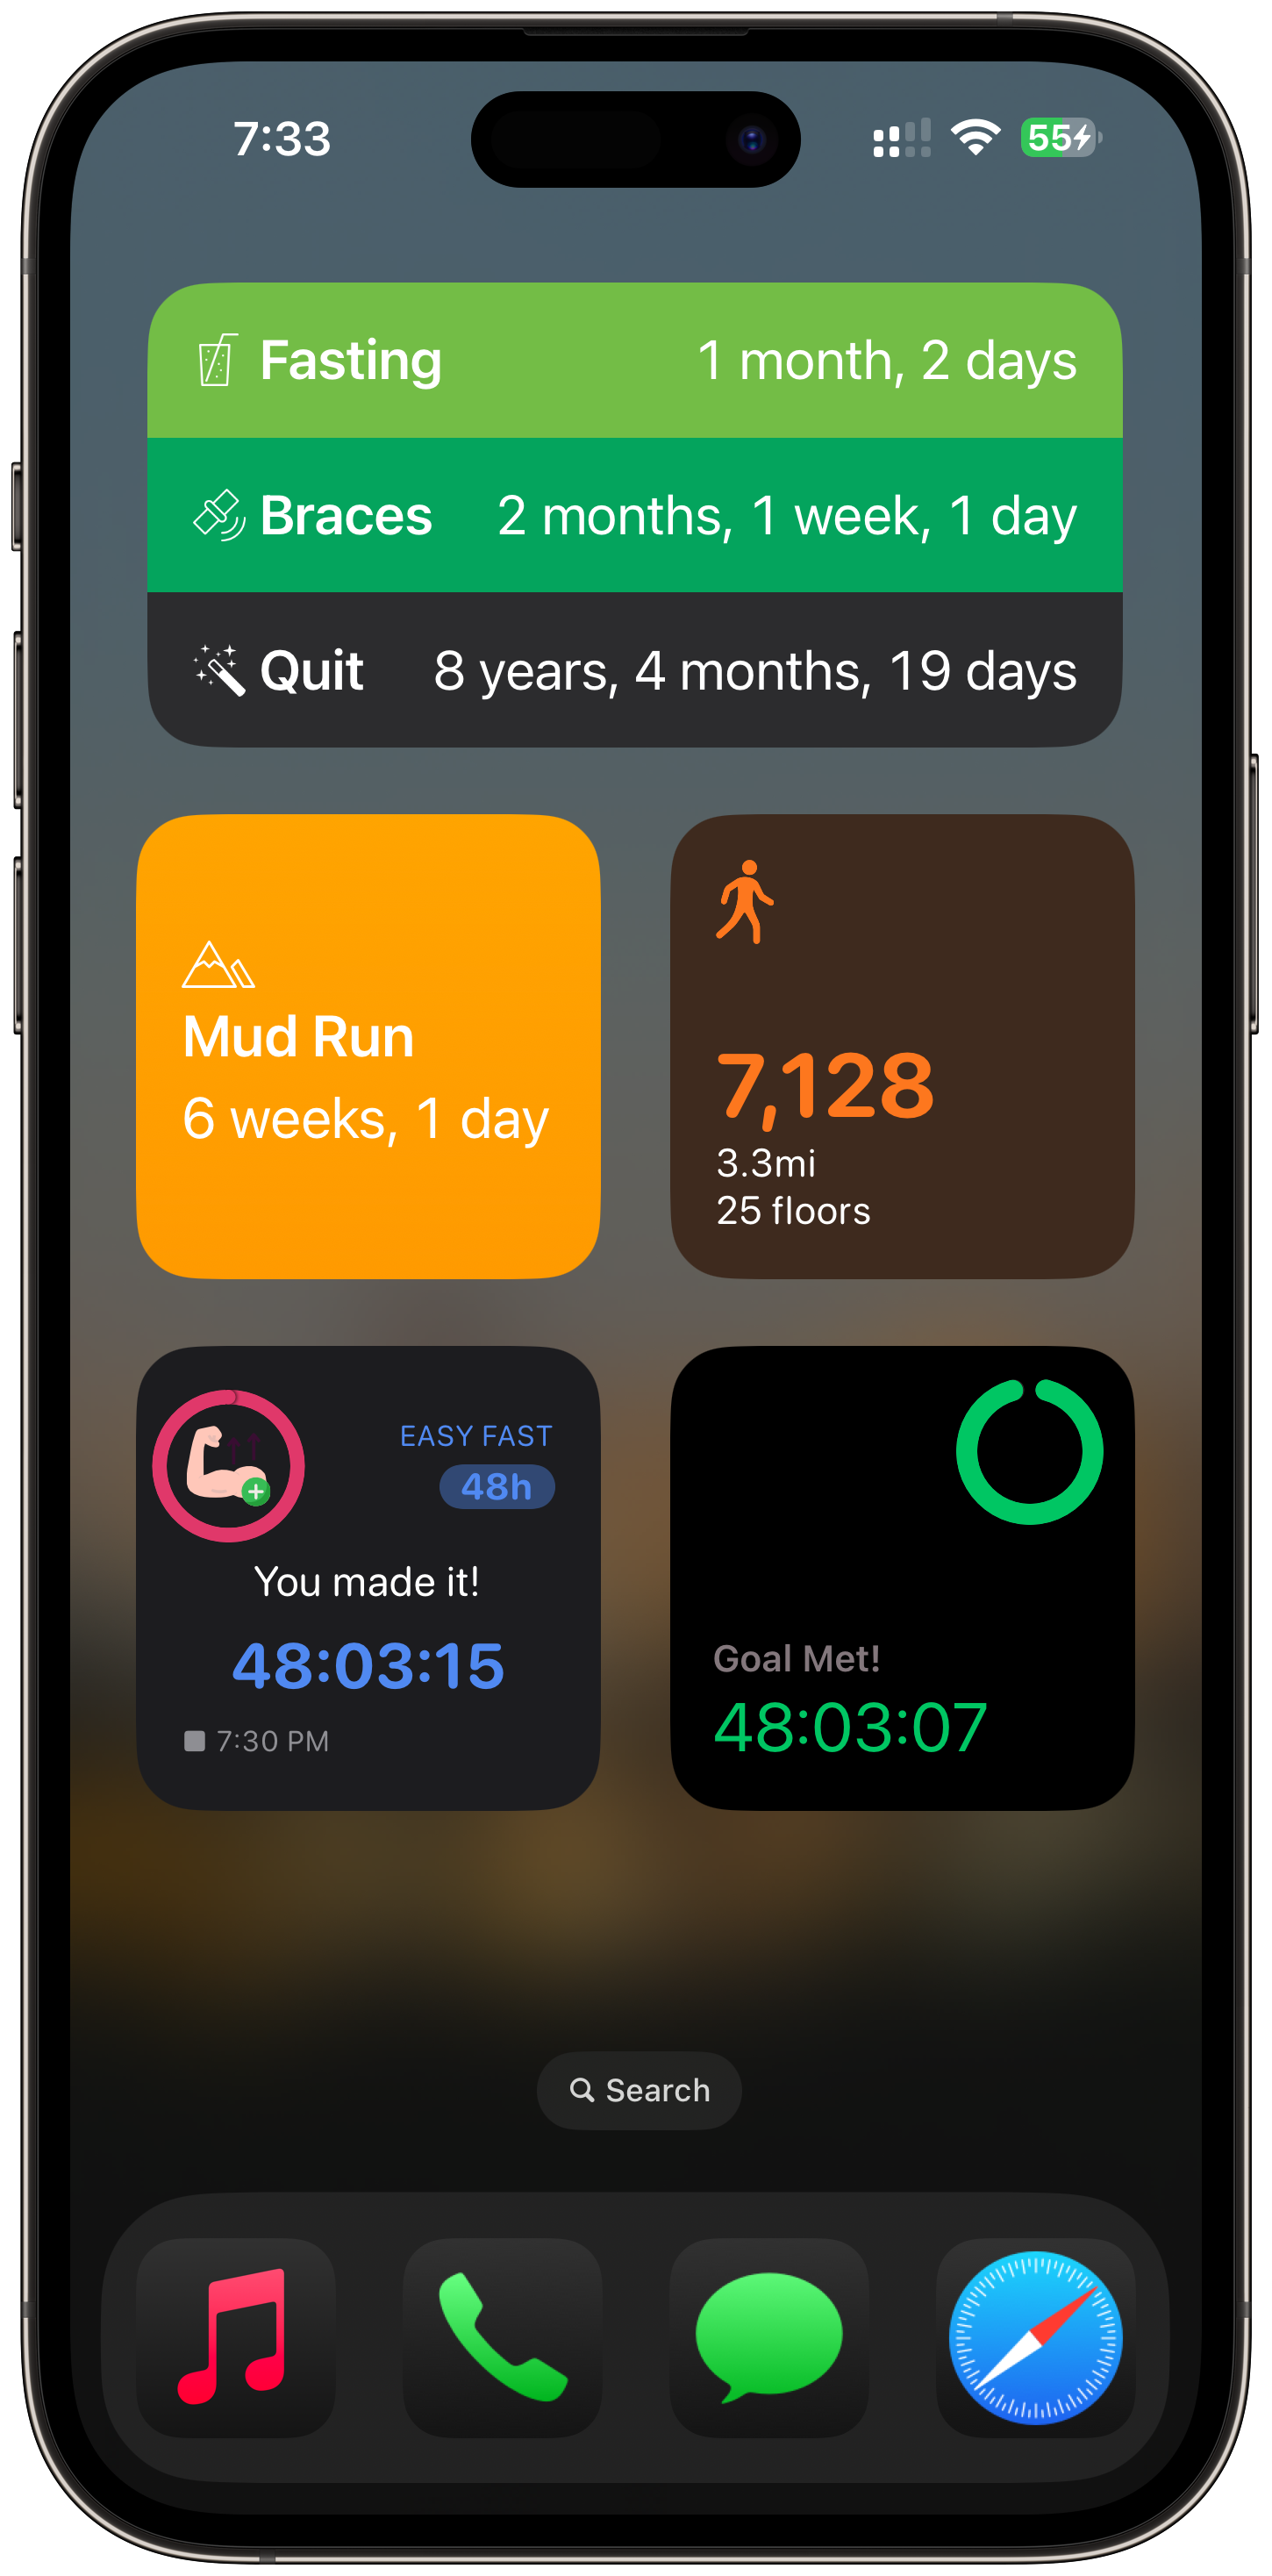 7:33
55
Fasting 1 month, 2 days
Braces 2 months, 1 week, 1 day
Quit 8 years, 4 months, 19 days
Mud Run
6 weeks, 1 day
7,128
3.3mi
25 floors
EASY FAST
48h
You made it!
48:03:15
7:30 PM
Goal Met!
48:03:07
Search